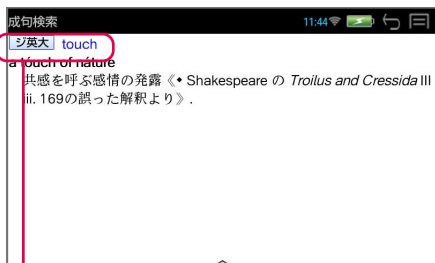 成句検索 11:44
ジ英大 touch
a tóuch of náture
共感を呼ぶ感情の発露《◆ Shakespeare の Troilus and Cressida III
iii. 169の誤った解釈より》.